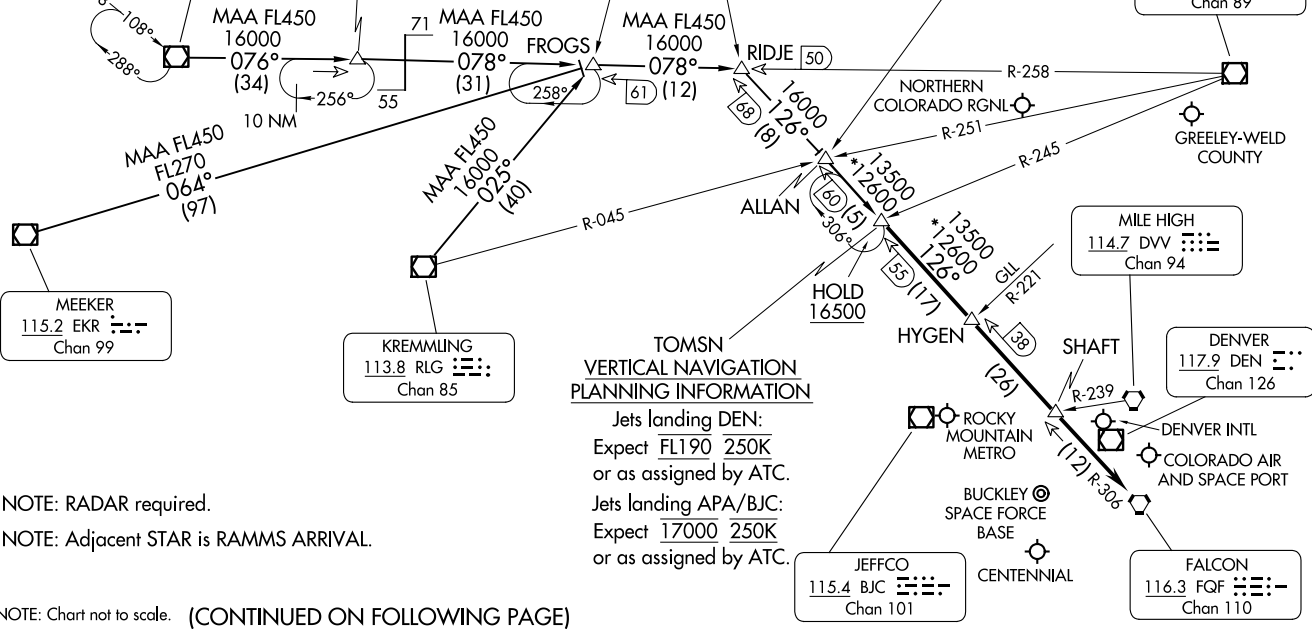 Chan 89
108°
288°
MAA FL450
16000
076°
(34)
256°
10 NM
71
55
MAA FL450
16000
078°
(31)
FROGS
258°
61
MAA FL450
16000
078°
(12)
RIDJE
50
R-258
NORTHERN
COLORADO RGNL
R-251
R-245
GREELEY-WELD
COUNTY
68
16000
126°
(8)
MAA FL450
FL270
064°
(97)
MAA FL450
16000
025°
(40)
R-045
ALLAN
60
(5)
306°
13500
*12600
13500
*12600
126°
HOLD
16500
55
(17)
GLL
R-221
HYGEN
38
(26)
SHAFT
R-239
(12)
R-306
MEEKER
115.2 EKR
Chan 99
KREMMLING
113.8 RLG
Chan 85
MILE HIGH
114.7 DVV
Chan 94
DENVER
117.9 DEN
Chan 126
TOMSN
VERTICAL NAVIGATION
PLANNING INFORMATION
Jets landing DEN:
Expect FL190 250K
or as assigned by ATC.
Jets landing APA/BJC:
Expect 17000 250K
or as assigned by ATC.
ROCKY
MOUNTAIN
METRO
DENVER INTL
COLORADO AIR
AND SPACE PORT
BUCKLEY
SPACE FORCE
BASE
CENTENNIAL
JEFFCO
115.4 BJC
Chan 101
FALCON
116.3 FQF
Chan 110
NOTE: RADAR required.
NOTE: Adjacent STAR is RAMMS ARRIVAL.
NOTE: Chart not to scale. (CONTINUED ON FOLLOWING PAGE)